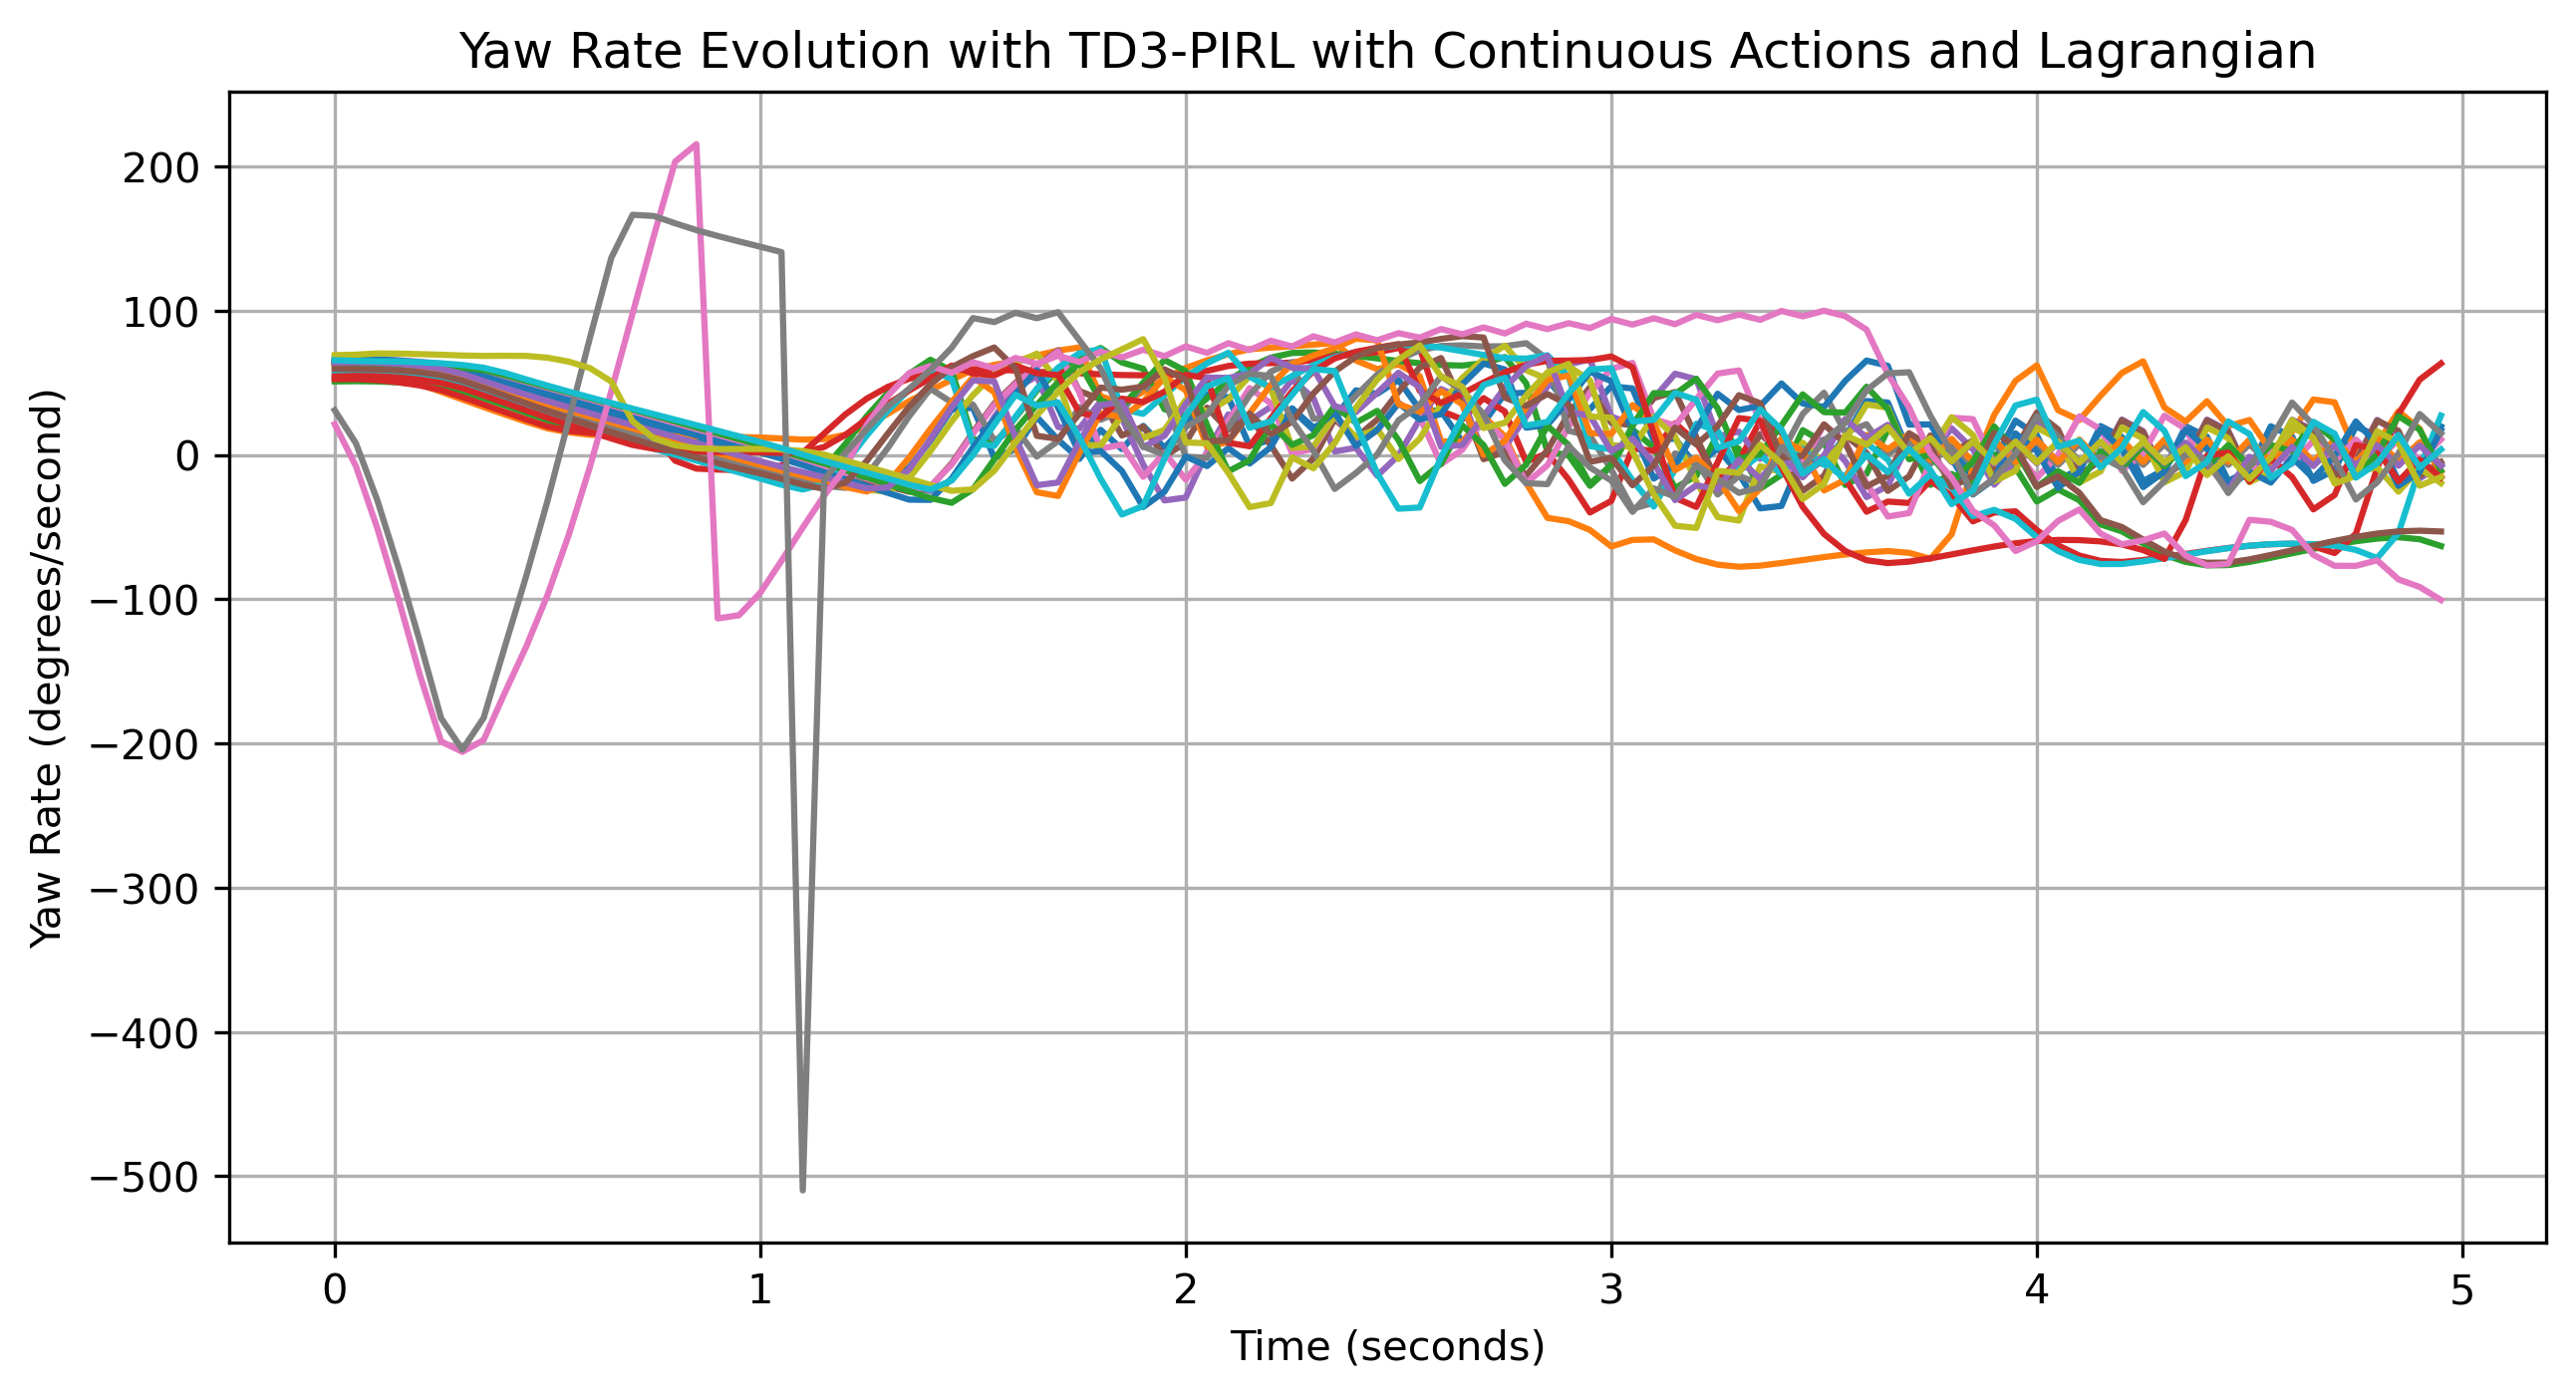 Yaw Rate Evolution with TD3-PIRL with Continuous Actions and Lagrangian
Yaw Rate (degrees/second)
200
100
0
−100
−200
−300
−400
−500
0 1 2 3 4 5
Time (seconds)